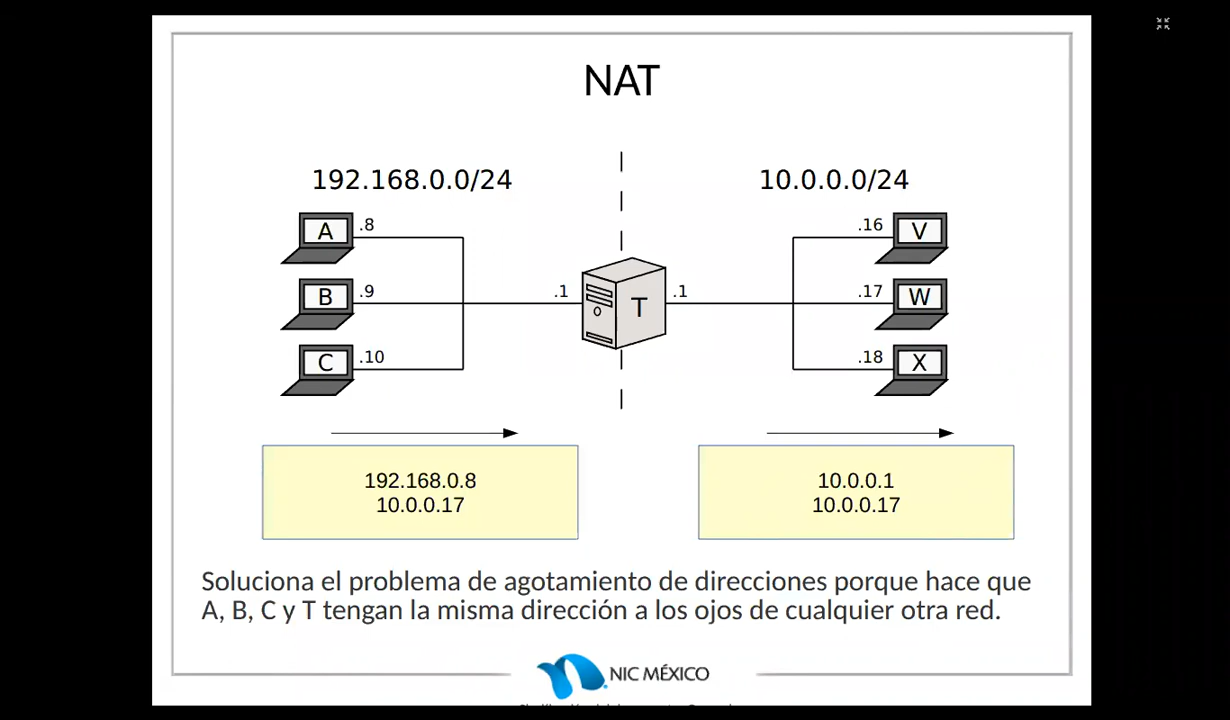 NAT
192.168.0.0/24
10.0.0.0/24
A .8
.16 V
B .9
.1 T .1
.17 W
C .10
.18 X
192.168.0.8
10.0.0.17
10.0.0.1
10.0.0.17
Soluciona el problema de agotamiento de direcciones porque hace que
A, B, C y T tengan la misma dirección a los ojos de cualquier otra red.
NIC MÉXICO